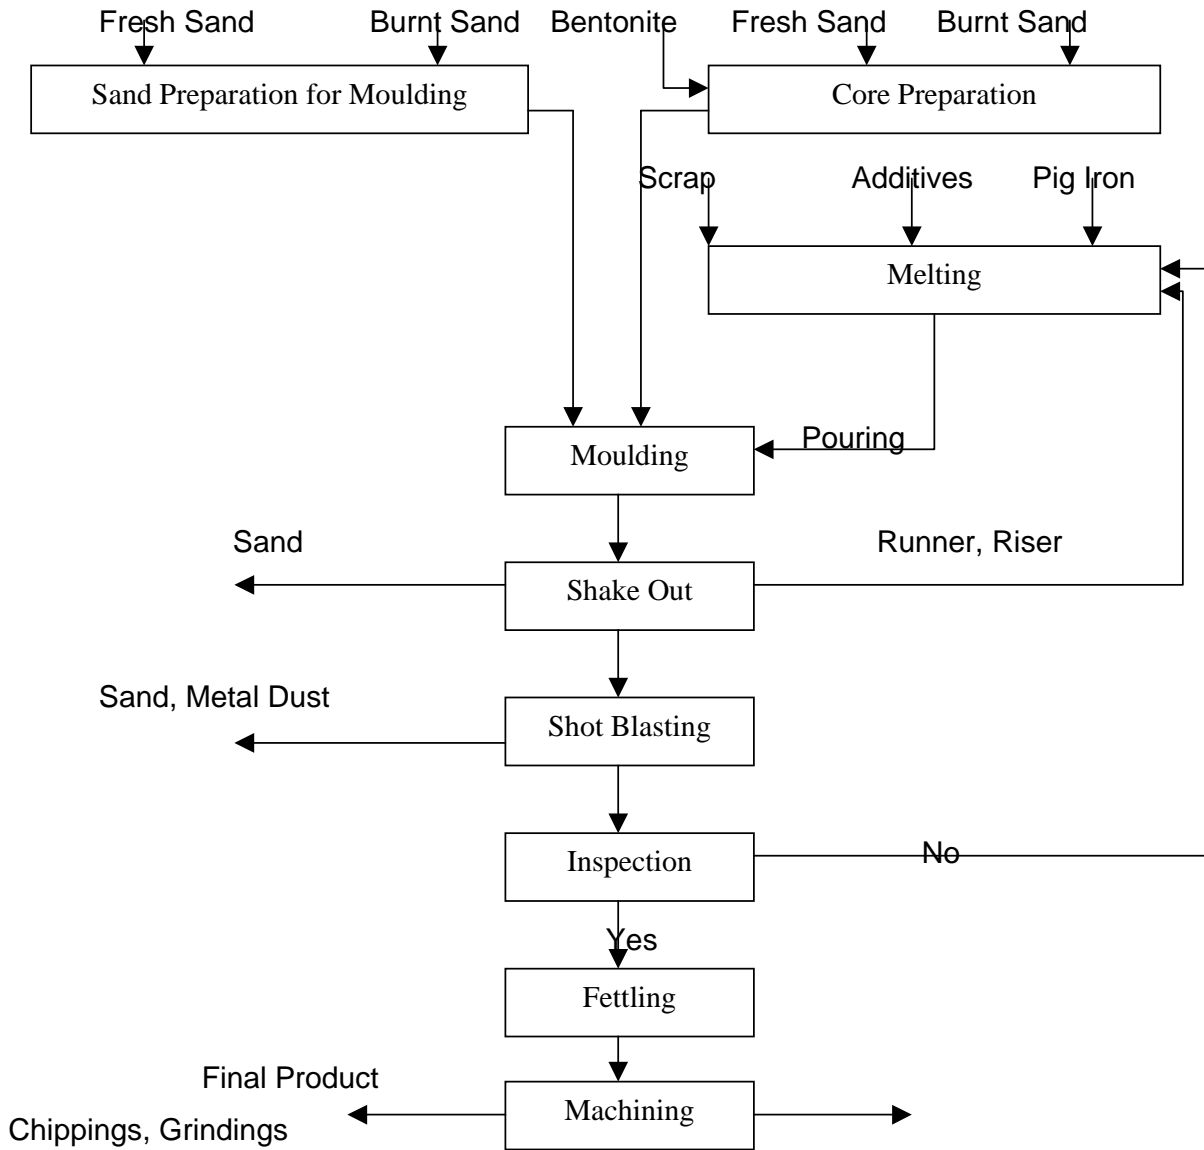 Fresh Sand
Burnt Sand
Bentonite
Fresh Sand
Burnt Sand
Sand Preparation for Moulding
Core Preparation
Scrap
Additives
Pig Iron
Melting
Moulding
Pouring
Sand
Runner, Riser
Shake Out
Sand, Metal Dust
Shot Blasting
Inspection
No
Yes
Fettling
Final Product
Machining
Chippings, Grindings